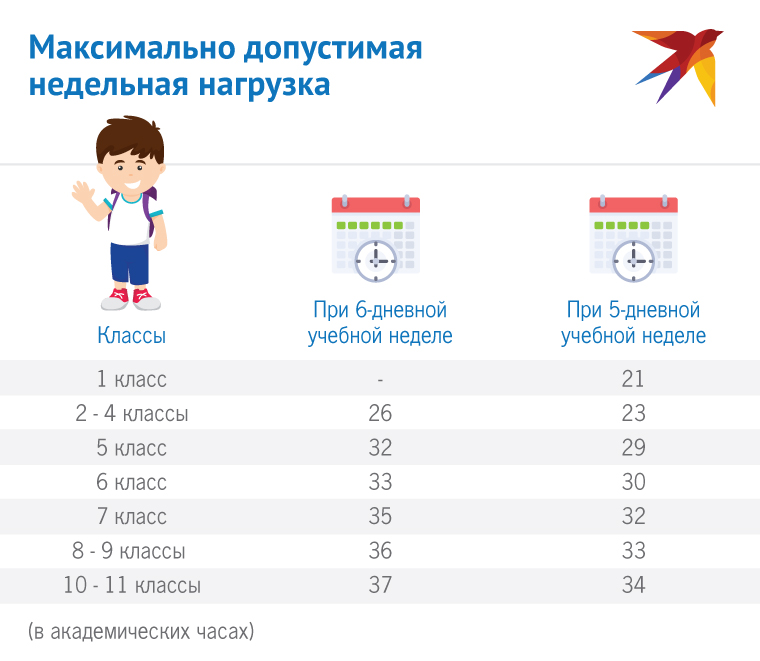 Максимально допустимая
недельная нагрузка
Классы
При 6-дневной
учебной неделе
При 5-дневной
учебной неделе
1 класс - 21
2 - 4 классы 26 23
5 класс 32 29
6 класс 33 30
7 класс 35 32
8 - 9 классы 36 33
10 - 11 классы 37 34
(в академических часах)